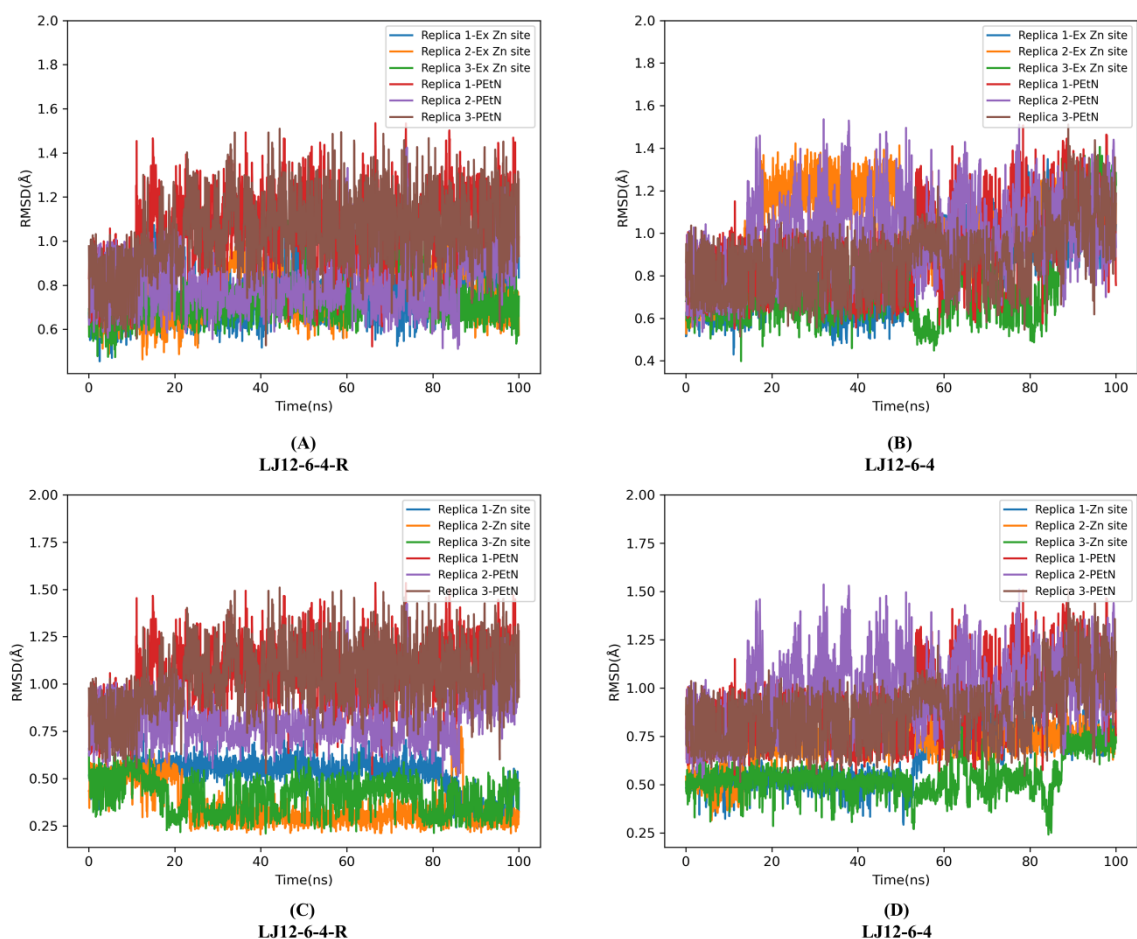 2.0
1.8
1.6
1.4
1.2
1.0
0.8
0.6
RMSD(Å)
Replica 1-Ex Zn site
Replica 2-Ex Zn site
Replica 3-Ex Zn site
Replica 1-PEtN
Replica 2-PEtN
Replica 3-PEtN
0 20 40 60 80 100
Time(ns)
(A)
LJ12-6-4-R
2.0
1.8
1.6
1.4
1.2
1.0
0.8
0.6
0.4
RMSD(Å)
Replica 1-Ex Zn site
Replica 2-Ex Zn site
Replica 3-Ex Zn site
Replica 1-PEtN
Replica 2-PEtN
Replica 3-PEtN
0 20 40 60 80 100
Time(ns)
(B)
LJ12-6-4
2.00
1.75
1.50
1.25
1.00
0.75
0.50
0.25
RMSD(Å)
Replica 1-Zn site
Replica 2-Zn site
Replica 3-Zn site
Replica 1-PEtN
Replica 2-PEtN
Replica 3-PEtN
0 20 40 60 80 100
Time(ns)
(C)
LJ12-6-4-R
2.00
1.75
1.50
1.25
1.00
0.75
0.50
0.25
RMSD(Å)
Replica 1-Zn site
Replica 2-Zn site
Replica 3-Zn site
Replica 1-PEtN
Replica 2-PEtN
Replica 3-PEtN
0 20 40 60 80 100
Time(ns)
(D)
LJ12-6-4